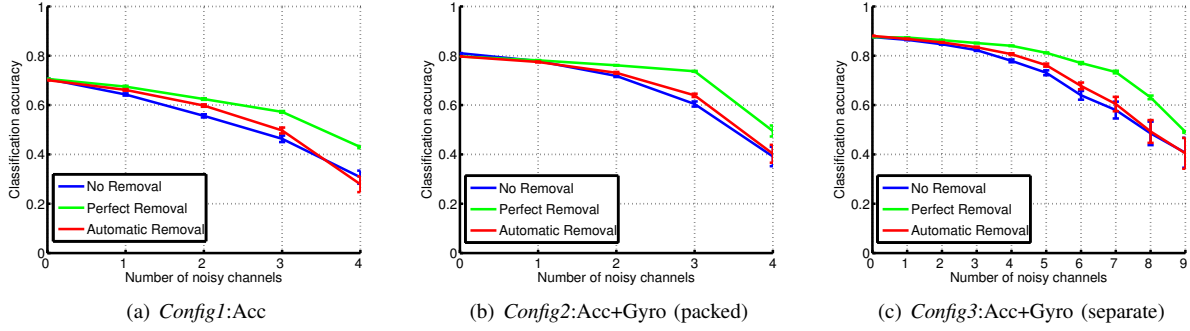 1
0.8
0.6
0.4
0.2
0
Classification accuracy
No Removal
Perfect Removal
Automatic Removal
0 1 2 3 4
Number of noisy channels
(a) Config1:Acc
1
0.8
0.6
0.4
0.2
0
Classification accuracy
No Removal
Perfect Removal
Automatic Removal
0 1 2 3 4
Number of noisy channels
(b) Config2:Acc+Gyro (packed)
1
0.8
0.6
0.4
0.2
0
Classification accuracy
No Removal
Perfect Removal
Automatic Removal
0 1 2 3 4 5 6 7 8 9
Number of noisy channels
(c) Config3:Acc+Gyro (separate)